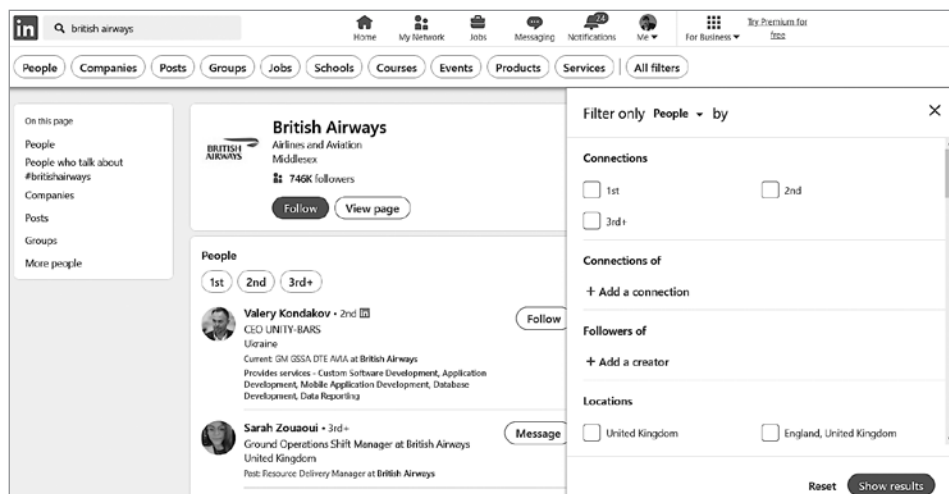 in
british airways
Home
My Network
Jobs
Messaging
24
Notifications
Me
For Business
Try Premium for
free
People
Companies
Posts
Groups
Jobs
Schools
Courses
Events
Products
Services
All filters
On this page
People
People who talk about
#britishairways
Companies
Posts
Groups
More people
BRITISH
AIRWAYS
British Airways
Airlines and Aviation
Middlesex
746K followers
Follow
View page
People
1st
2nd
3rd+
Valery Kondakov • 2nd in
CEO UNITY-BARS
Ukraine
Current: GM GSSA DTE AVIA at British Airways
Provides services - Custom Software Development, Application
Development, Mobile Application Development, Database
Development, Data Reporting
Follow
Sarah Zouaoui • 3rd+
Ground Operations Shift Manager at British Airways
United Kingdom
Past: Resource Delivery Manager at British Airways
Message
Filter only People by
Connections
1st
2nd
3rd+
Connections of
+ Add a connection
Followers of
+ Add a creator
Locations
United Kingdom
England, United Kingdom
Reset
Show results